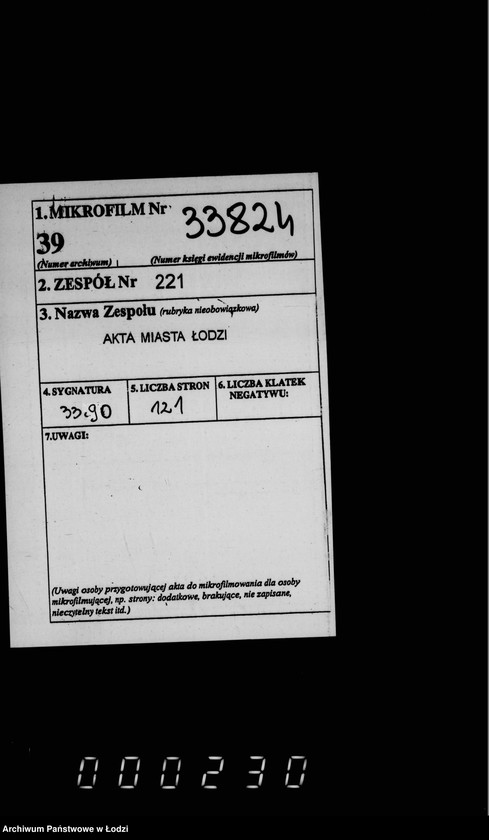 1. MIKROFILM Nr 33824
39
(Numer archiwum) (Numer księgi ewidencji mikrofilmów)
2. ZESPÓŁ Nr 221
3. Nazwa Zespołu (rubryka nieobowiązkowa)
AKTA MIASTA ŁODZI
4. SYGNATURA 5. LICZBA STRON 6. LICZBA KLATEK
NEGATYWU:
33.90 121
7. UWAGI:
(Uwagi osoby przygotowującej akta do mikrofilmowania dla osoby
mikrofilmującej, np. strony: dodatkowe, brakujące, nie zapisane,
nieczytelny tekst itd.)
000230
Archiwum Państwowe w Łodzi